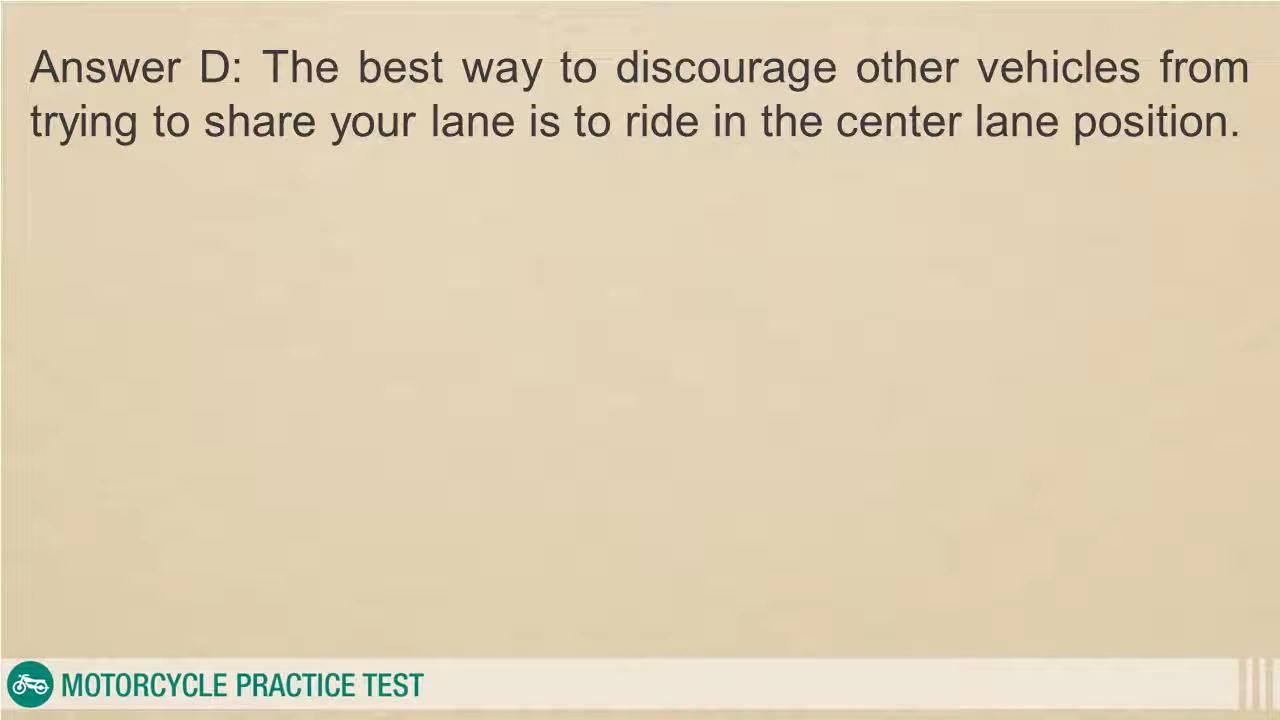 Answer D: The best way to discourage other vehicles from
trying to share your lane is to ride in the center lane position.
MOTORCYCLE PRACTICE TEST